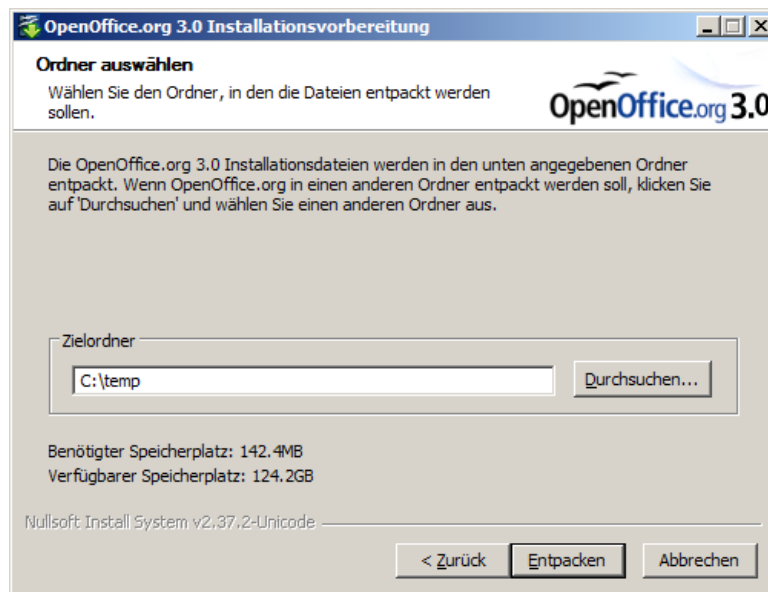 OpenOffice.org 3.0 Installationsvorbereitung
Ordner auswählen
Wählen Sie den Ordner, in den die Dateien entpackt werden
sollen.
OpenOffice.org 3.0
Die OpenOffice.org 3.0 Installationsdateien werden in den unten angegebenen Ordner
entpackt. Wenn OpenOffice.org in einen anderen Ordner entpackt werden soll, klicken Sie
auf 'Durchsuchen' und wählen Sie einen anderen Ordner aus.
Zielordner
C:\temp
Durchsuchen...
Benötigter Speicherplatz: 142.4MB
Verfügbarer Speicherplatz: 124.2GB
Nullsoft Install System v2.37.2-Unicode
< Zurück
Entpacken
Abbrechen